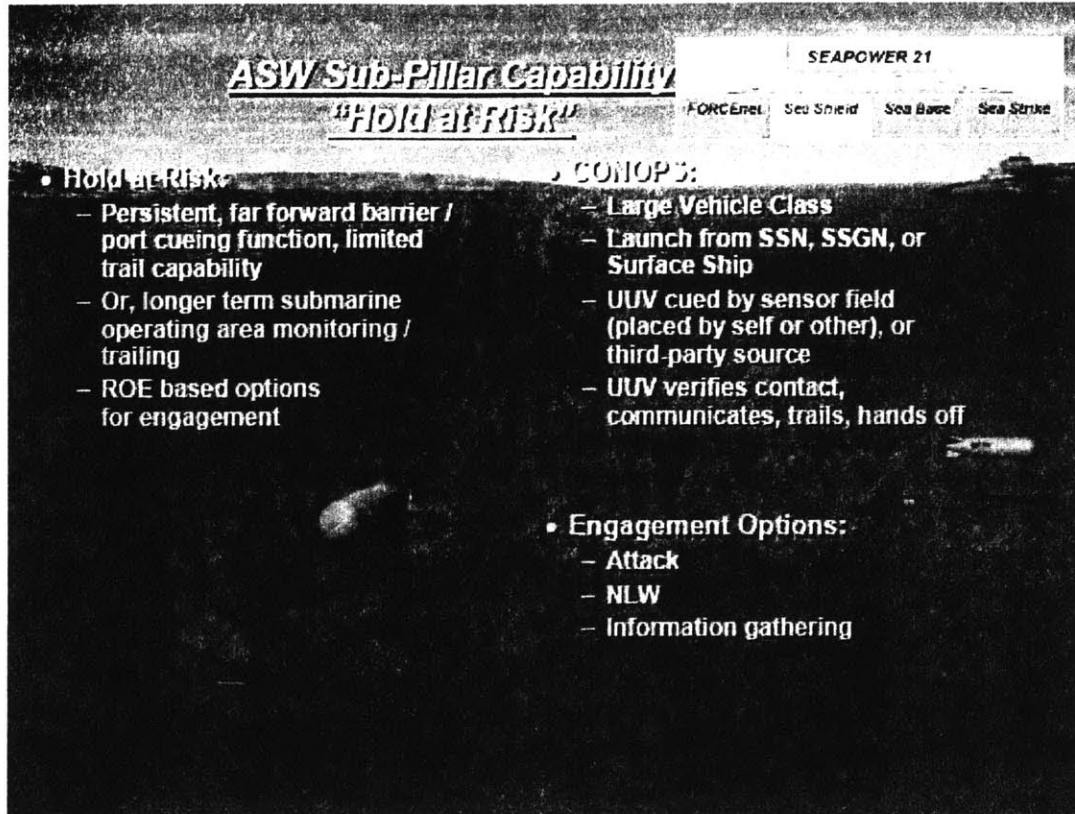 ASW Sub-Pillar Capability
"Hold at Risk"
SEAPOWER 21
FORCEnet Sea Shield Sea Base Sea Strike
• Hold at Risk:
– Persistent, far forward barrier /
port cueing function, limited
trail capability
– Or, longer term submarine
operating area monitoring /
trailing
– ROE based options
for engagement
• CONOPS:
– Large Vehicle Class
– Launch from SSN, SSGN, or
Surface Ship
– UUV cued by sensor field
(placed by self or other), or
third-party source
– UUV verifies contact,
communicates, trails, hands off
• Engagement Options:
– Attack
– NLW
– Information gathering